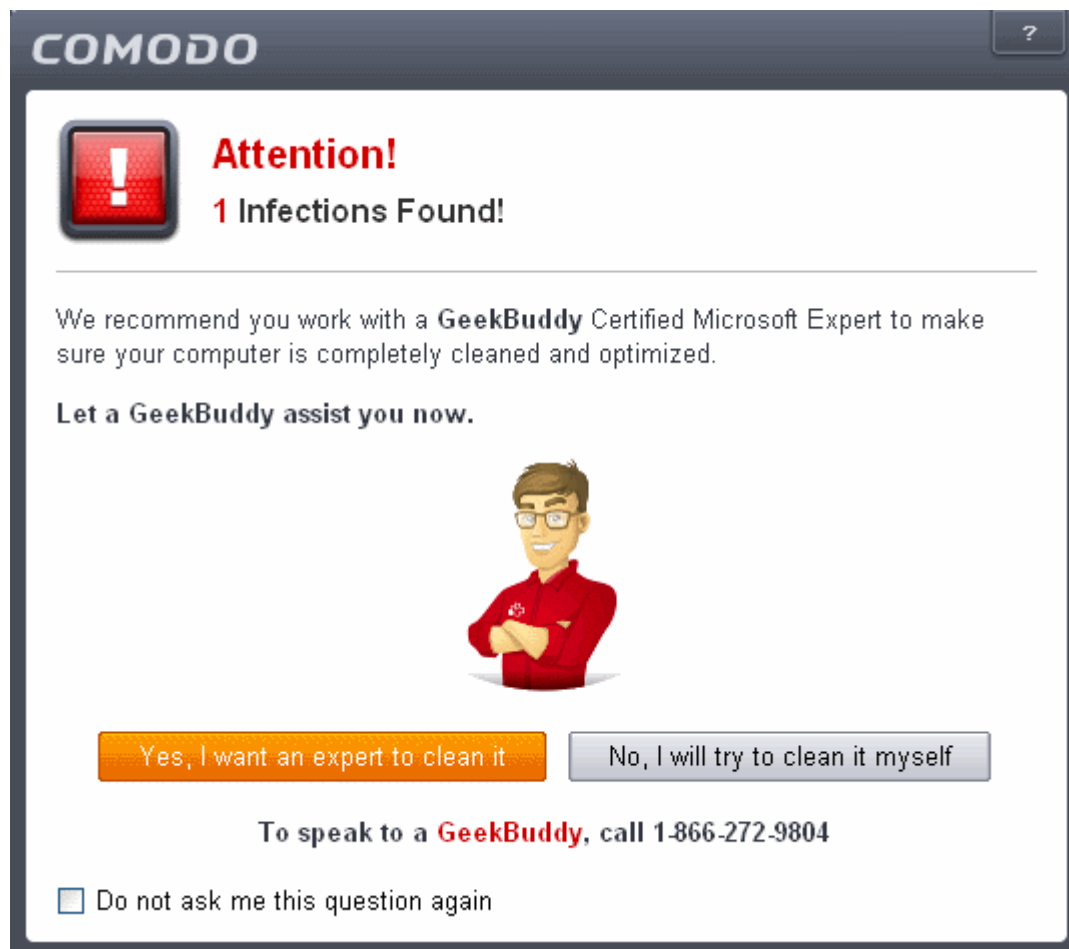 COMODO
?
!
Attention!
1 Infections Found!
We recommend you work with a GeekBuddy Certified Microsoft Expert to make
sure your computer is completely cleaned and optimized.
Let a GeekBuddy assist you now.
Yes, I want an expert to clean it
No, I will try to clean it myself
To speak to a GeekBuddy, call 1-866-272-9804
Do not ask me this question again